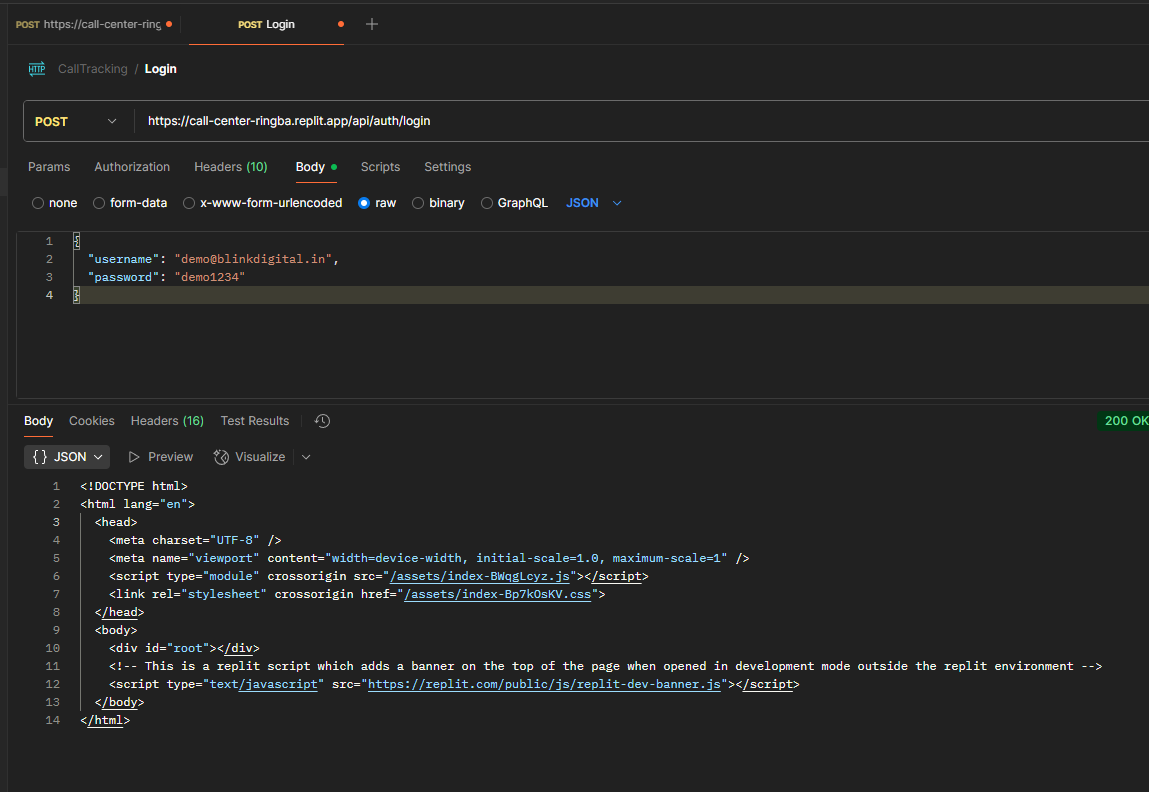 POST https://call-center-ring
POST Login
HTTP CallTracking / Login
POST https://call-center-ringba.replit.app/api/auth/login
Params Authorization Headers (10) Body Scripts Settings
none form-data x-www-form-urlencoded raw binary GraphQL JSON
1 {
2 "username": "demo@blinkdigital.in",
3 "password": "demo1234"
4 }
Body Cookies Headers (16) Test Results 200 OK
{} JSON Preview Visualize
1 <!DOCTYPE html>
2 <html lang="en">
3 <head>
4 <meta charset="UTF-8" />
5 <meta name="viewport" content="width=device-width, initial-scale=1.0, maximum-scale=1" />
6 <script type="module" crossorigin src="/assets/index-BWqgLcyz.js"></script>
7 <link rel="stylesheet" crossorigin href="/assets/index-Bp7kOsKV.css">
8 </head>
9 <body>
10 <div id="root"></div>
11 <!-- This is a replit script which adds a banner on the top of the page when opened in development mode outside the replit environment -->
12 <script type="text/javascript" src="https://replit.com/public/js/replit-dev-banner.js"></script>
13 </body>
14 </html>